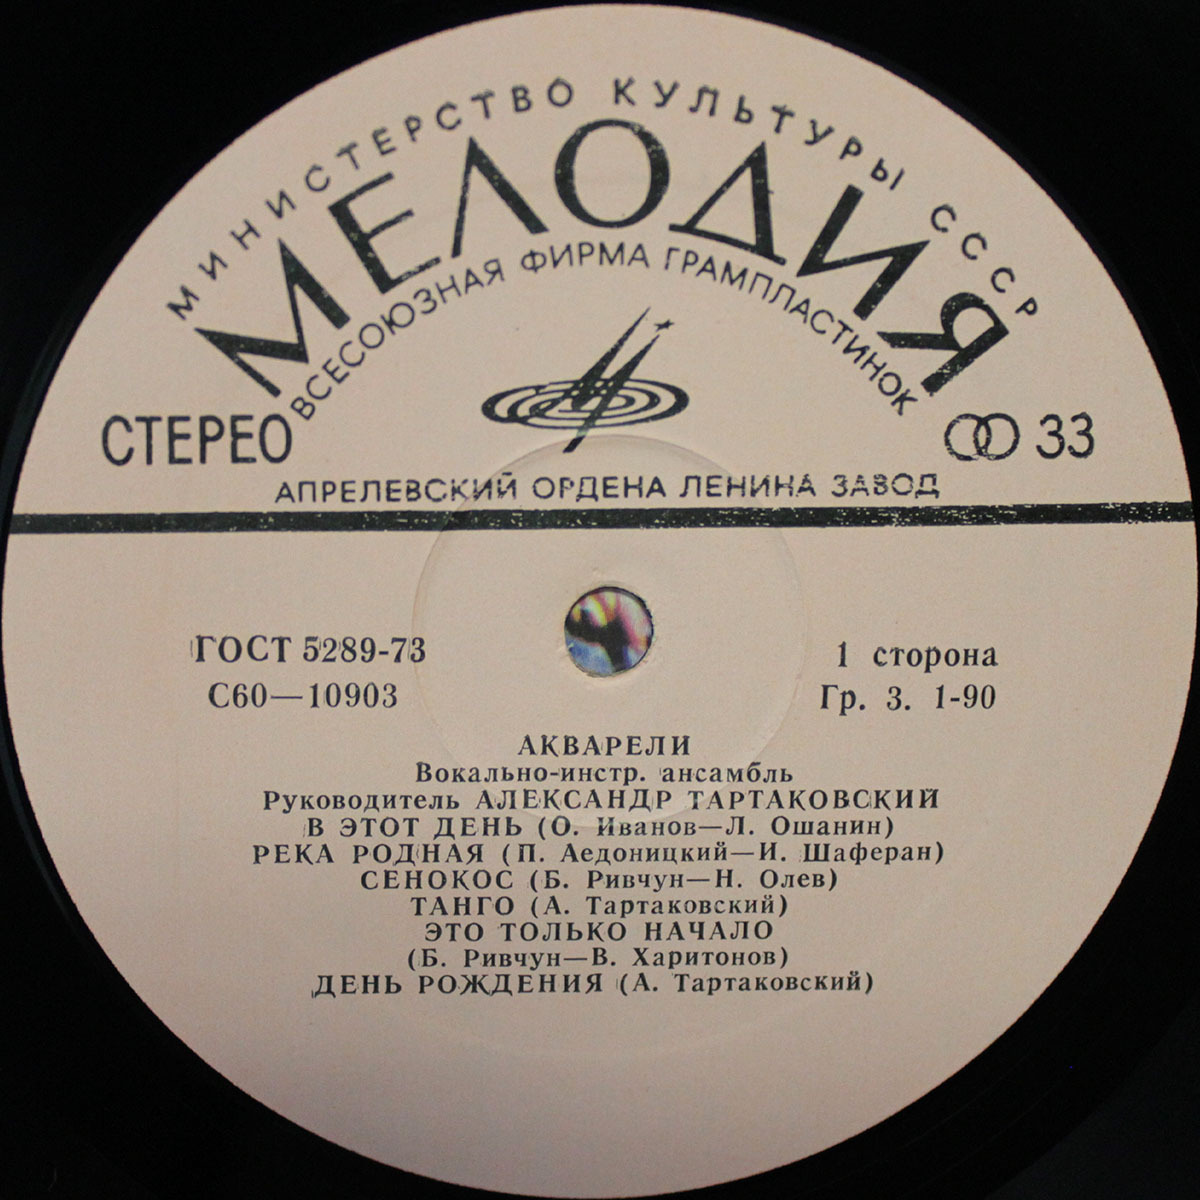 МИНИСТЕРСТВО КУЛЬТУРЫ СССР
МЕЛОДИЯ
ВСЕСОЮЗНАЯ ФИРМА ГРАМПЛАСТИНОК
СТЕРЕО
33
АПРЕЛЕВСКИЙ ОРДЕНА ЛЕНИНА ЗАВОД
ГОСТ 5289-73
С60—10903
1 сторона
Гр. 3. 1-90
АКВАРЕЛИ
Вокально-инстр. ансамбль
Руководитель АЛЕКСАНДР ТАРТАКОВСКИЙ
В ЭТОТ ДЕНЬ (О. Иванов—Л. Ошанин)
РЕКА РОДНАЯ (П. Аедоницкий—И. Шаферан)
СЕНОКОС (Б. Ривчун—Н. Олев)
ТАНГО (А. Тартаковский)
ЭТО ТОЛЬКО НАЧАЛО
(Б. Ривчун—В. Харитонов)
ДЕНЬ РОЖДЕНИЯ (А. Тартаковский)